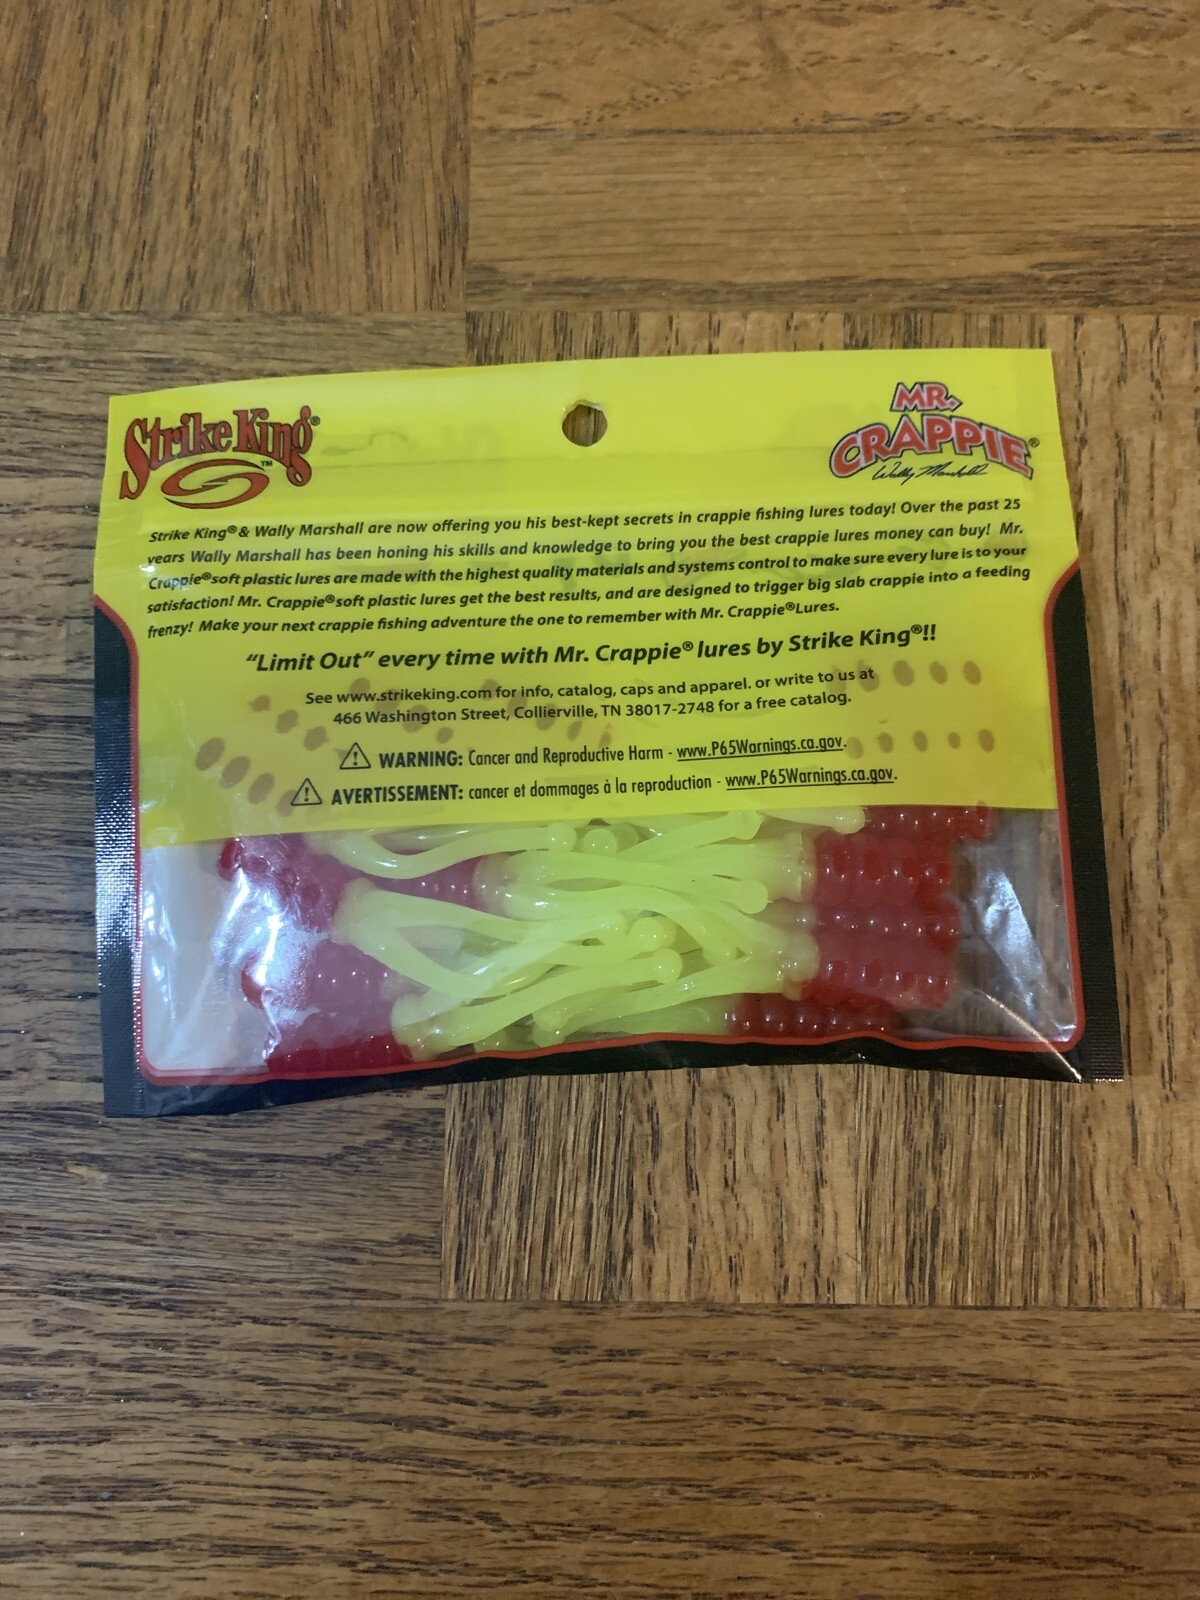 Strike King®
™
MR.
CRAPPIE®
Wally Marshall
Strike King® & Wally Marshall are now offering you his best-kept secrets in crappie fishing lures today! Over the past 25
years Wally Marshall has been honing his skills and knowledge to bring you the best crappie lures money can buy! Mr.
Crappie® soft plastic lures are made with the highest quality materials and systems control to make sure every lure is to your
satisfaction! Mr. Crappie® soft plastic lures get the best results, and are designed to trigger big slab crappie into a feeding
frenzy! Make your next crappie fishing adventure the one to remember with Mr. Crappie® Lures.
“Limit Out” every time with Mr. Crappie® lures by Strike King®!!
See www.strikeking.com for info, catalog, caps and apparel. or write to us at
466 Washington Street, Collierville, TN 38017-2748 for a free catalog.
WARNING: Cancer and Reproductive Harm - www.P65Warnings.ca.gov.
AVERTISSEMENT: cancer et dommages à la reproduction - www.P65Warnings.ca.gov.